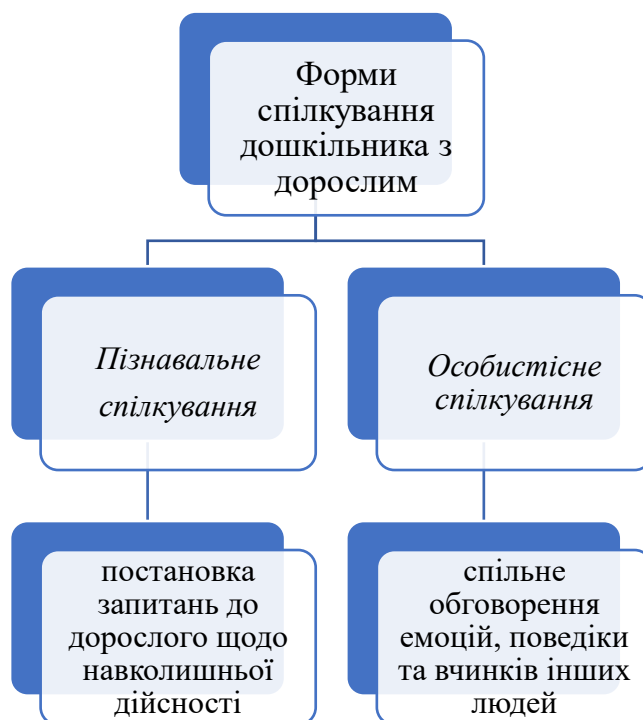 Форми
спілкування
дошкільника з
дорослим
Пізнавальне
спілкування
Особистісне
спілкування
постановка
запитань до
дорослого щодо
навколишньої
дійсності
спільне
обговорення
емоцій, поведіки
та вчинків інших
людей